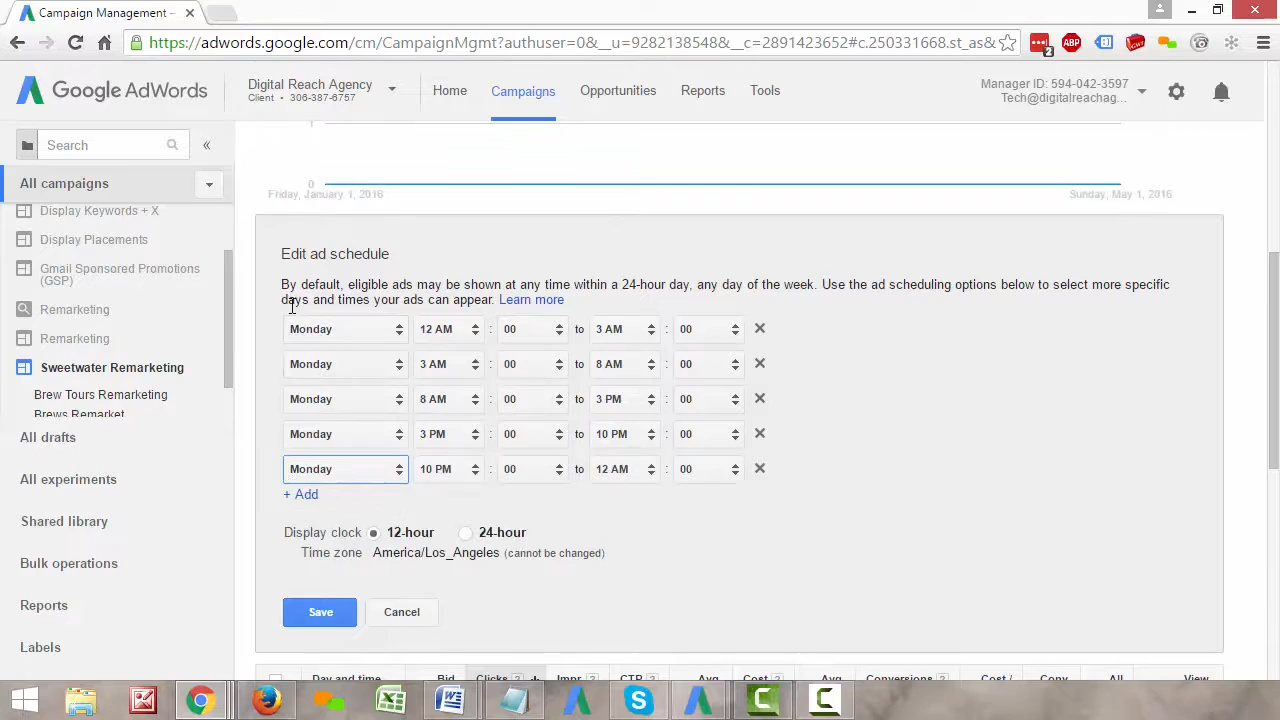 Campaign Management –
https://adwords.google.com/cm/CampaignMgmt?authuser=0&__u=9282138548&__c=2891423652#c.250331668.st_as&
2
Google AdWords
Digital Reach Agency
Client • 306-387-6757
Home
Campaigns
Opportunities
Reports
Tools
Manager ID: 594-042-3597
Tech@digitalreachag...
Search
«
All campaigns
Display Keywords + X
Display Placements
Gmail Sponsored Promotions
(GSP)
Remarketing
Remarketing
Sweetwater Remarketing
Brew Tours Remarketing
Brews Remarket
All drafts
All experiments
Shared library
Bulk operations
Reports
Labels
1
0
Friday, January 1, 2016
Sunday, May 1, 2016
Edit ad schedule
By default, eligible ads may be shown at any time within a 24-hour day, any day of the week. Use the ad scheduling options below to select more specific
days and times your ads can appear. Learn more
Monday 12 AM : 00 to 3 AM : 00
Monday 3 AM : 00 to 8 AM : 00
Monday 8 AM : 00 to 3 PM : 00
Monday 3 PM : 00 to 10 PM : 00
Monday 10 PM : 00 to 12 AM : 00
+ Add
Display clock 12-hour 24-hour
Time zone America/Los_Angeles (cannot be changed)
Save
Cancel
Day and time Bid Clicks ? Impr. ? CTR ? Avg. Cost ? Avg. Conversions ? Cost / Conv. All View